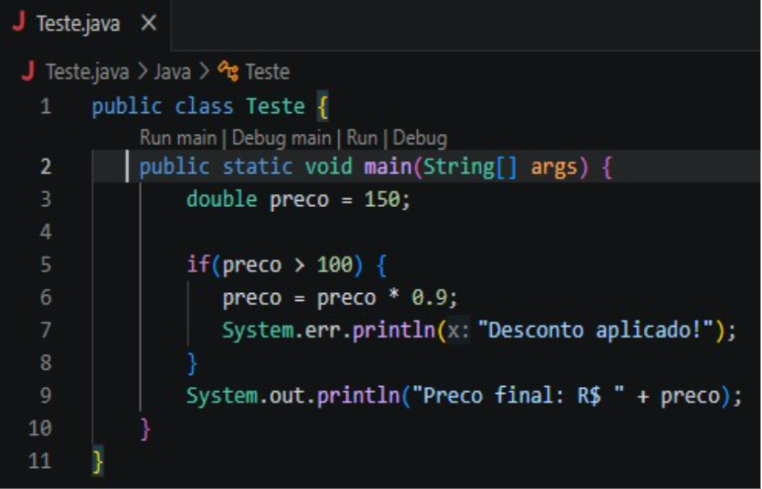 J Teste.java ×
J Teste.java > Java > Teste
1 public class Teste {
Run main | Debug main | Run | Debug
2 public static void main(String[] args) {
3 double preco = 150;
4
5 if(preco > 100) {
6 preco = preco * 0.9;
7 System.err.println(x: "Desconto aplicado!");
8 }
9 System.out.println("Preco final: R$ " + preco);
10 }
11 }